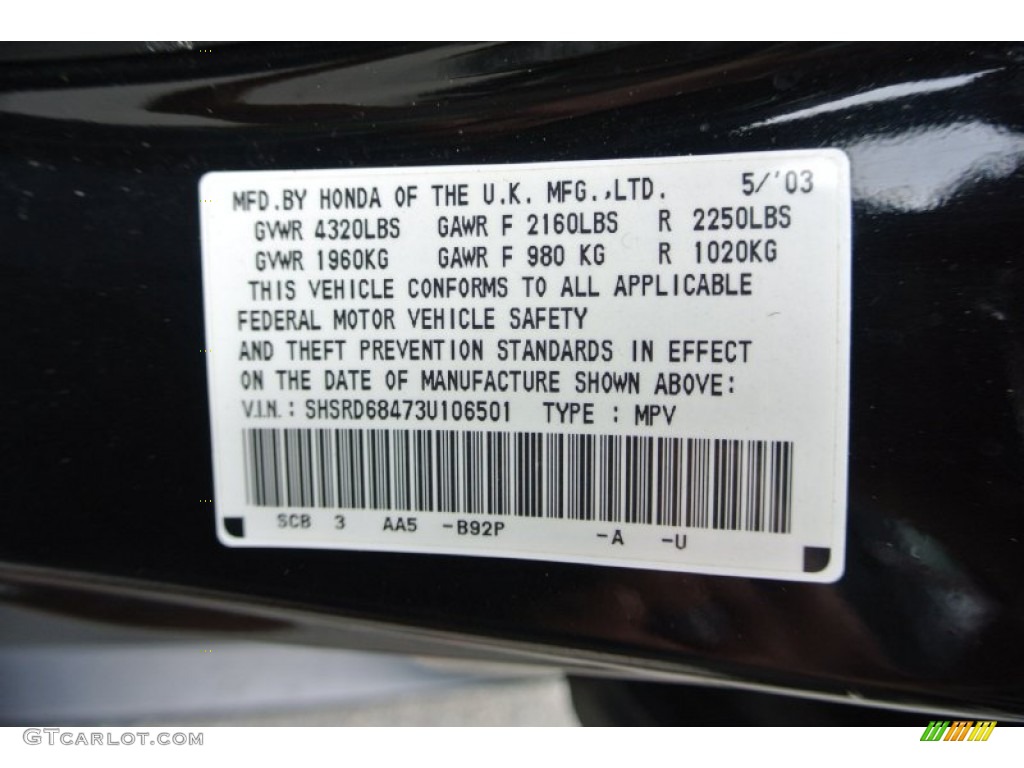 MFD.BY HONDA OF THE U.K. MFG.,LTD. 5/'03
GVWR 4320LBS GAWR F 2160LBS R 2250LBS
GVWR 1960KG GAWR F 980 KG R 1020KG
THIS VEHICLE CONFORMS TO ALL APPLICABLE
FEDERAL MOTOR VEHICLE SAFETY
AND THEFT PREVENTION STANDARDS IN EFFECT
ON THE DATE OF MANUFACTURE SHOWN ABOVE:
V.I.N.: SHSRD68473U106501 TYPE : MPV
SCB 3 AA5 -B92P -A -U
GTCARLOT.COM